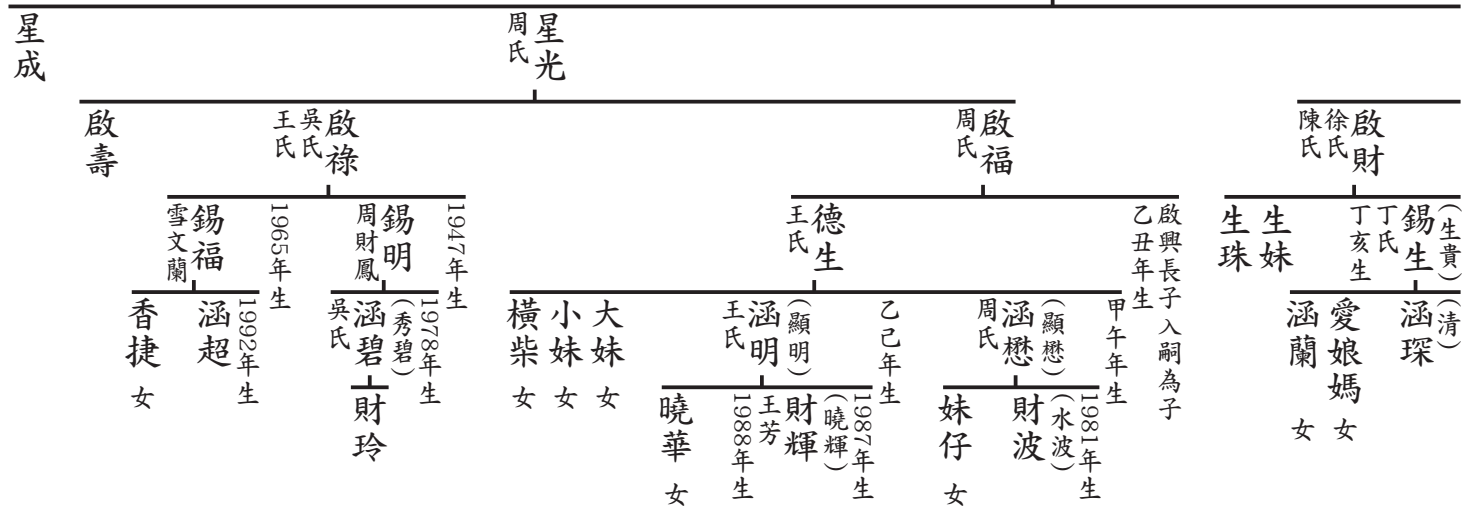 星光
周氏
星成
啟財
徐氏
陳氏
啟福
周氏
啟祿
吳氏
王氏
啟壽
(生貴)
錫生
丁氏
丁亥生
生妹
生珠
啟興長子入嗣為子
乙丑年生
德生
王氏
1947年生
錫明
周財鳳
1965年生
錫福
雪文蘭
(清)
涵琛
愛娘媽 女
涵蘭 女
甲午年生
(顯懋)
涵懋
周氏
乙己年生
(顯明)
涵明
王氏
大妹 女
小妹 女
橫柴 女
1978年生
(秀碧)
涵碧
吳氏
1992年生
涵超
香捷 女
1981年生
(水波)
財波
妹仔 女
1987年生
(曉輝)
財輝
王芳
1988年生
曉華 女
財玲